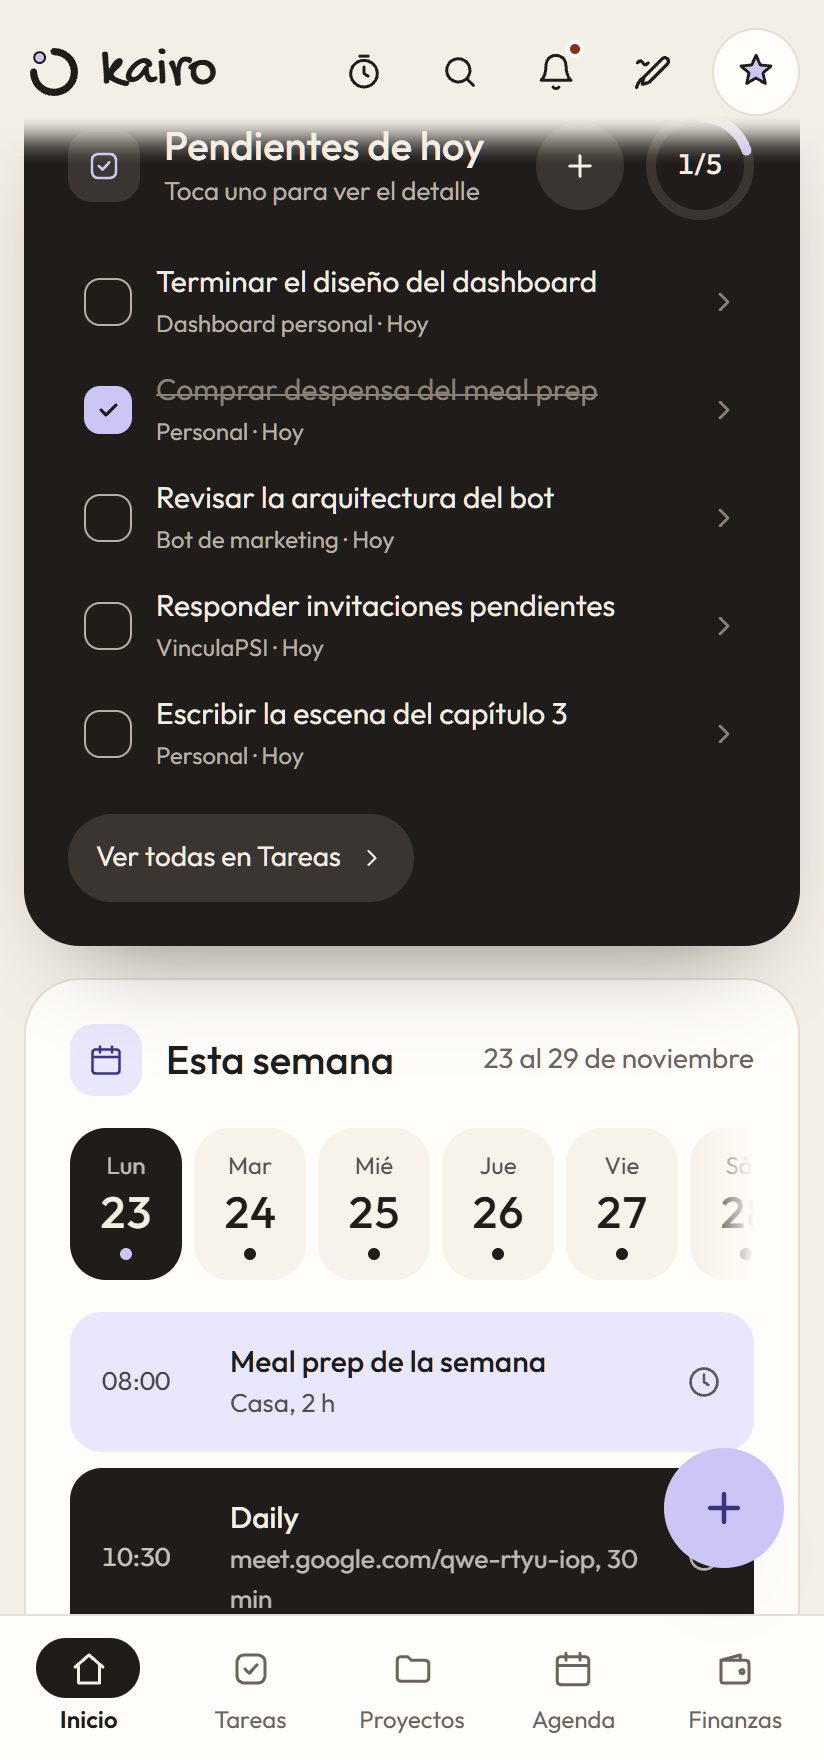 kairo
Pendientes de hoy
Toca uno para ver el detalle
1/5
Terminar el diseño del dashboard
Dashboard personal · Hoy
Comprar despensa del meal prep
Personal · Hoy
Revisar la arquitectura del bot
Bot de marketing · Hoy
Responder invitaciones pendientes
VinculaPSI · Hoy
Escribir la escena del capítulo 3
Personal · Hoy
Ver todas en Tareas
Esta semana
23 al 29 de noviembre
Lun
23
Mar
24
Mié
25
Jue
26
Vie
27
08:00
Meal prep de la semana
Casa, 2 h
10:30
Daily
meet.google.com/qwe-rtyu-iop, 30
min
Inicio
Tareas
Proyectos
Agenda
Finanzas